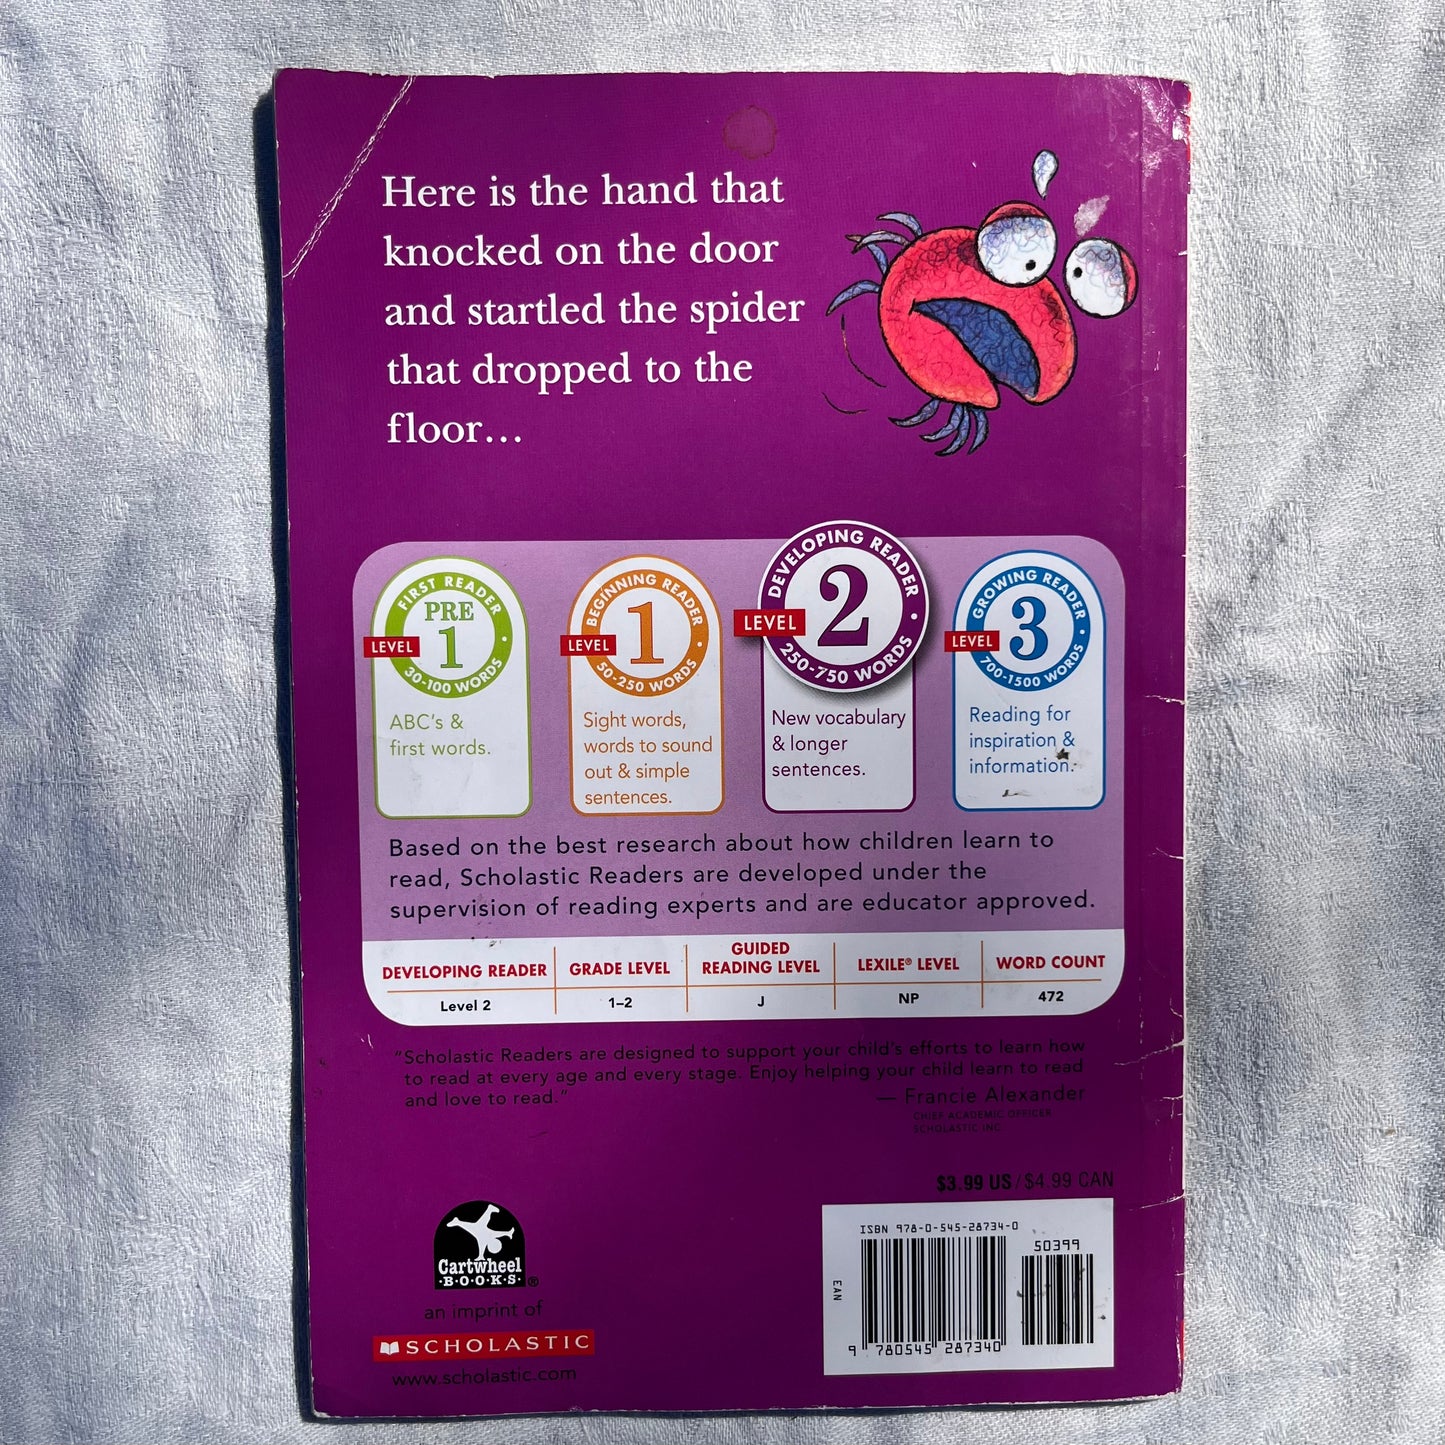 Here is the hand that
knocked on the door
and startled the spider
that dropped to the
floor...
FIRST READER
LEVEL PRE 1
30-100 WORDS
ABC's &
first words.
BEGINNING READER
LEVEL 1
50-250 WORDS
Sight words,
words to sound
out & simple
sentences.
DEVELOPING READER
LEVEL 2
250-750 WORDS
New vocabulary
& longer
sentences.
GROWING READER
LEVEL 3
700-1500 WORDS
Reading for
inspiration &
information.
Based on the best research about how children learn to
read, Scholastic Readers are developed under the
supervision of reading experts and are educator approved.
DEVELOPING READER GRADE LEVEL GUIDED READING LEVEL LEXILE® LEVEL WORD COUNT
Level 2 1–2 J NP 472
"Scholastic Readers are designed to support your child's efforts to learn how
to read at every age and every stage. Enjoy helping your child learn to read
and love to read."
— Francie Alexander
CHIEF ACADEMIC OFFICER
SCHOLASTIC INC.
$3.99 US / $4.99 CAN
ISBN 978-0-545-28734-0
50399
EAN
9 780545 287340
Cartwheel
·B·O·O·K·S· ®
an imprint of
SCHOLASTIC
www.scholastic.com